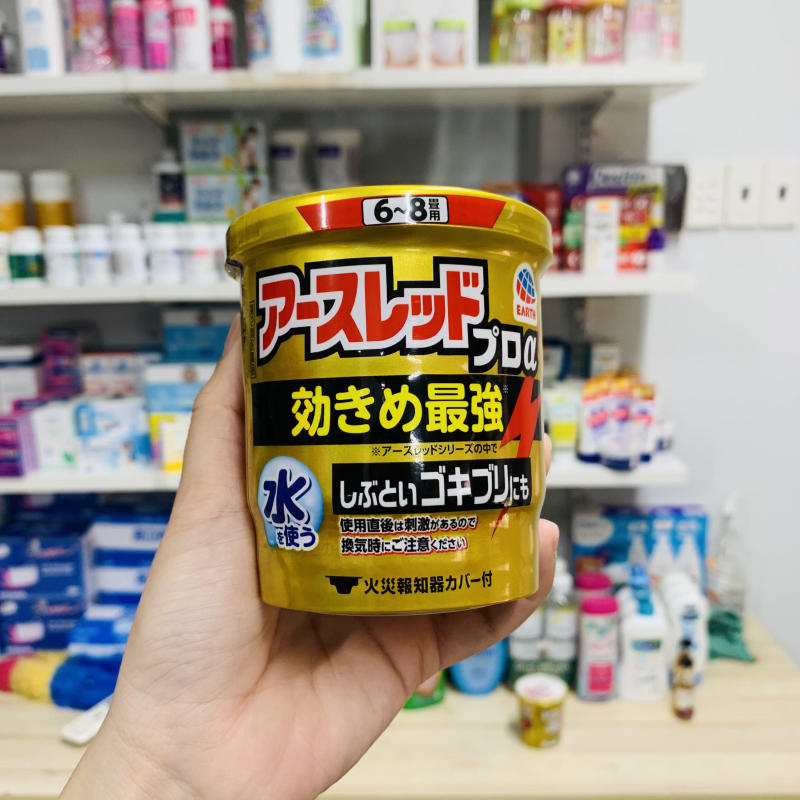 6～8畳用
アースレッド
プロα
EARTH
効きめ最強※
※アースレッドシリーズの中で
水を使う
しぶといゴキブリにも
使用直後は刺激があるので
換気時にご注意ください
火災報知器カバー付